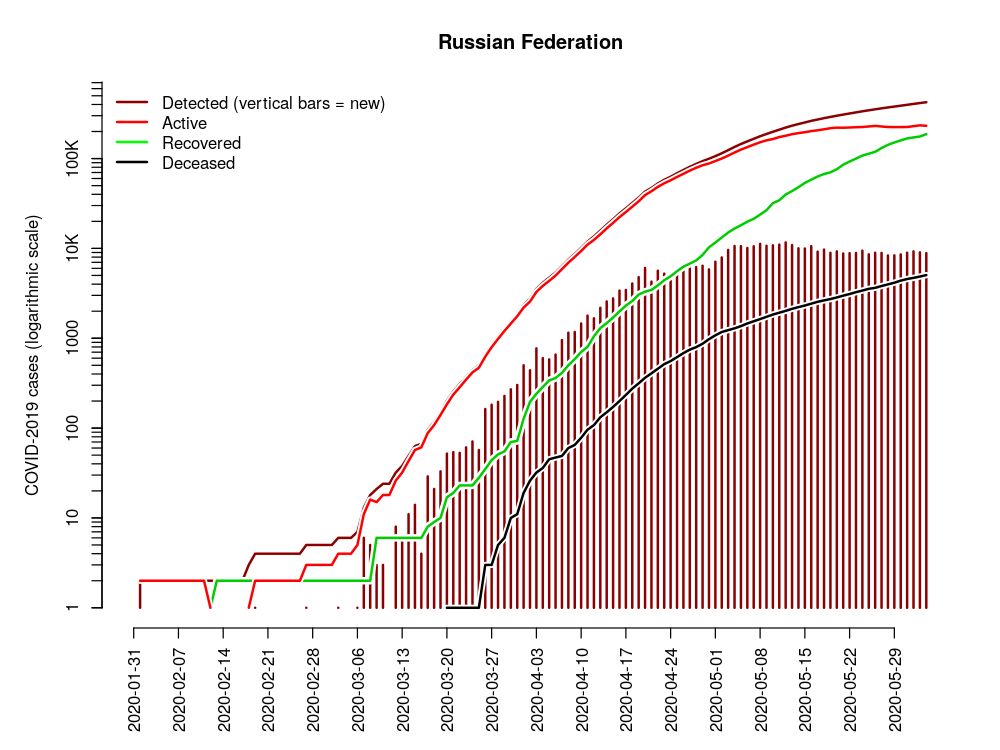 Russian Federation
Detected (vertical bars = new)
Active
Recovered
Deceased
COVID-2019 cases (logarithmic scale)
100K
10K
1000
100
10
1
2020-01-31
2020-02-07
2020-02-14
2020-02-21
2020-02-28
2020-03-06
2020-03-13
2020-03-20
2020-03-27
2020-04-03
2020-04-10
2020-04-17
2020-04-24
2020-05-01
2020-05-08
2020-05-15
2020-05-22
2020-05-29